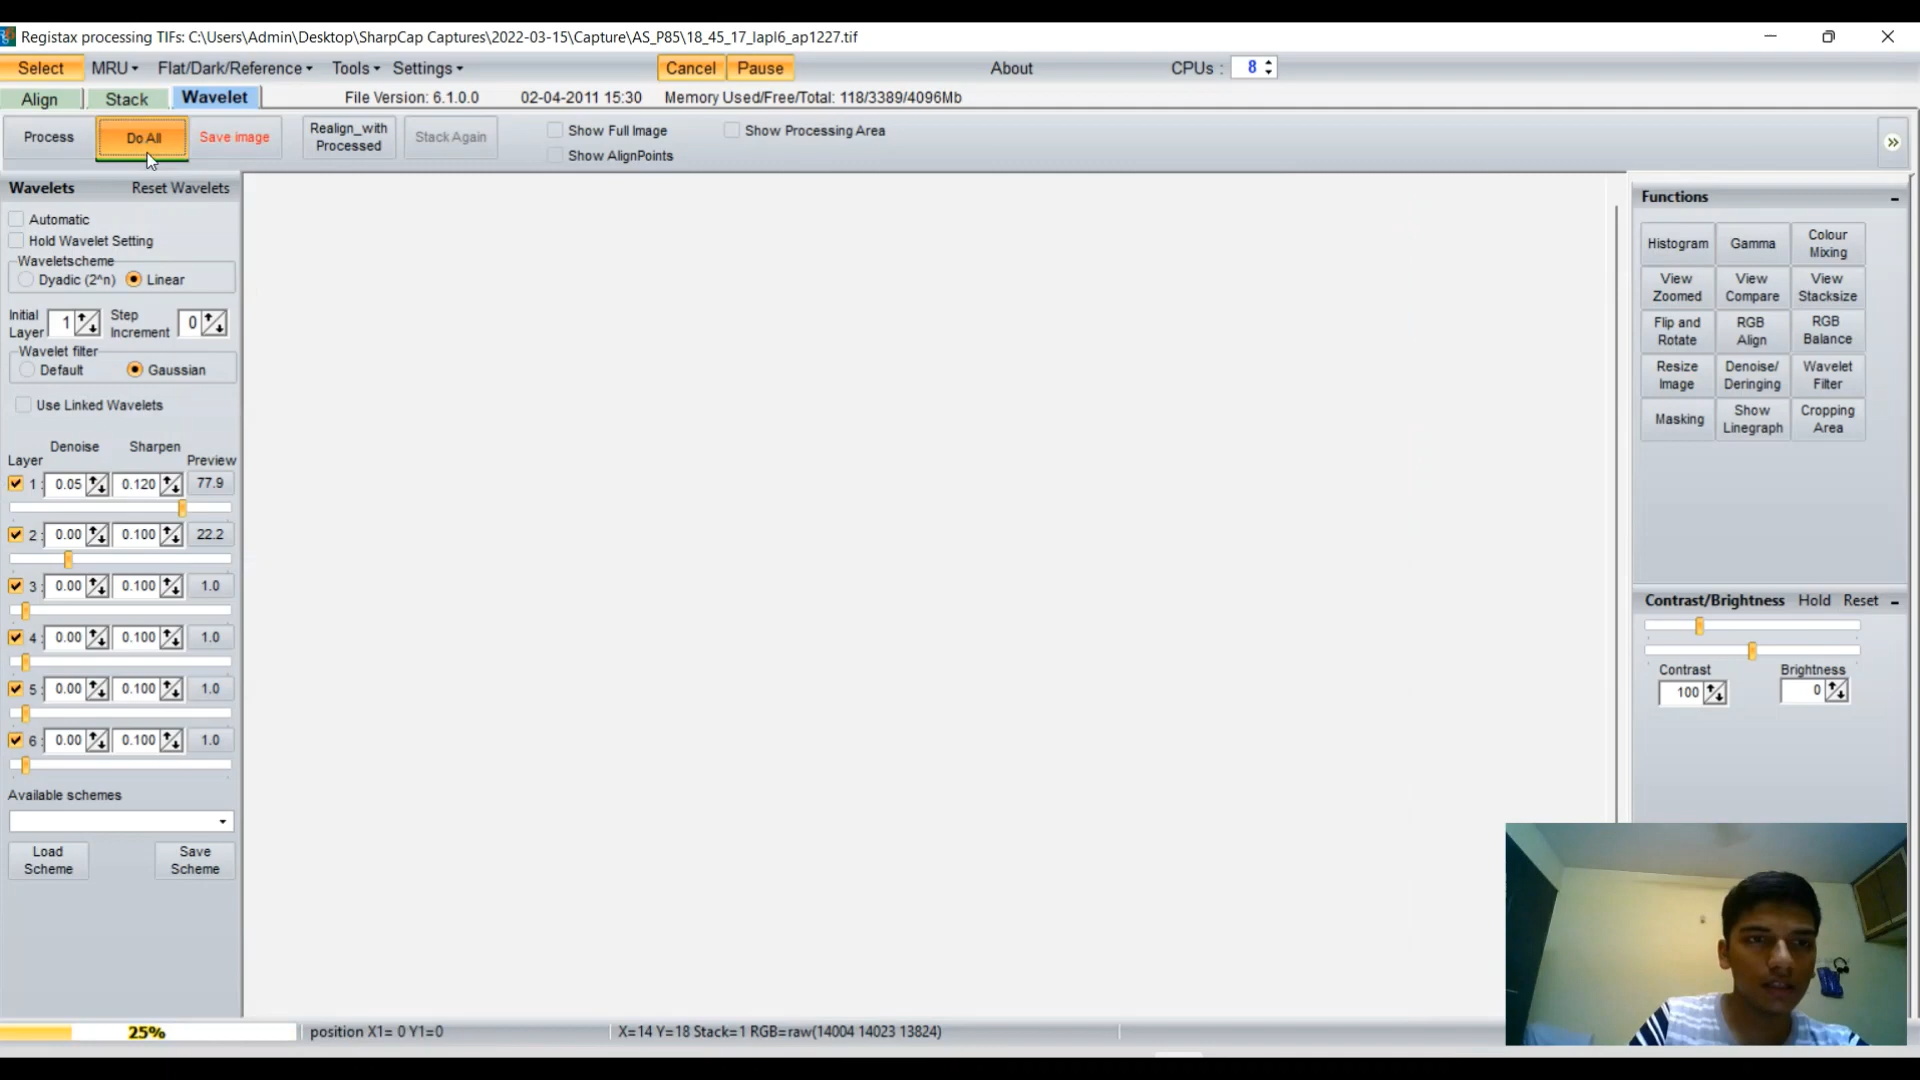 Registax processing TIFs: C:\Users\Admin\Desktop\SharpCap Captures\2022-03-15\Capture\AS_P85\18_45_17_lapl6_ap1227.tif
Select MRU Flat/Dark/Reference Tools Settings Cancel Pause About CPUs : 8
Align Stack Wavelet File Version: 6.1.0.0 02-04-2011 15:30 Memory Used/Free/Total: 118/3389/4096Mb
Process Do All Save image Realign_with Processed Stack Again Show Full Image Show Processing Area
Show AlignPoints
Wavelets Reset Wavelets
Automatic
Hold Wavelet Setting
Waveletscheme
Dyadic (2^n) Linear
Initial Layer 1 Step Increment 0
Wavelet filter
Default Gaussian
Use Linked Wavelets
Denoise Sharpen
Layer Preview
1 : 0.05 0.120 77.9
2 : 0.00 0.100 22.2
3 : 0.00 0.100 1.0
4 : 0.00 0.100 1.0
5 : 0.00 0.100 1.0
6 : 0.00 0.100 1.0
Available schemes
Load Scheme Save Scheme
Functions
Histogram Gamma Colour Mixing
View Zoomed View Compare View Stacksize
Flip and Rotate RGB Align RGB Balance
Resize Image Denoise/ Deringing Wavelet Filter
Masking Show Linegraph Cropping Area
Contrast/Brightness Hold Reset
Contrast Brightness
100 0
25% position X1= 0 Y1=0 X=14 Y=18 Stack=1 RGB=raw(14004 14023 13824)